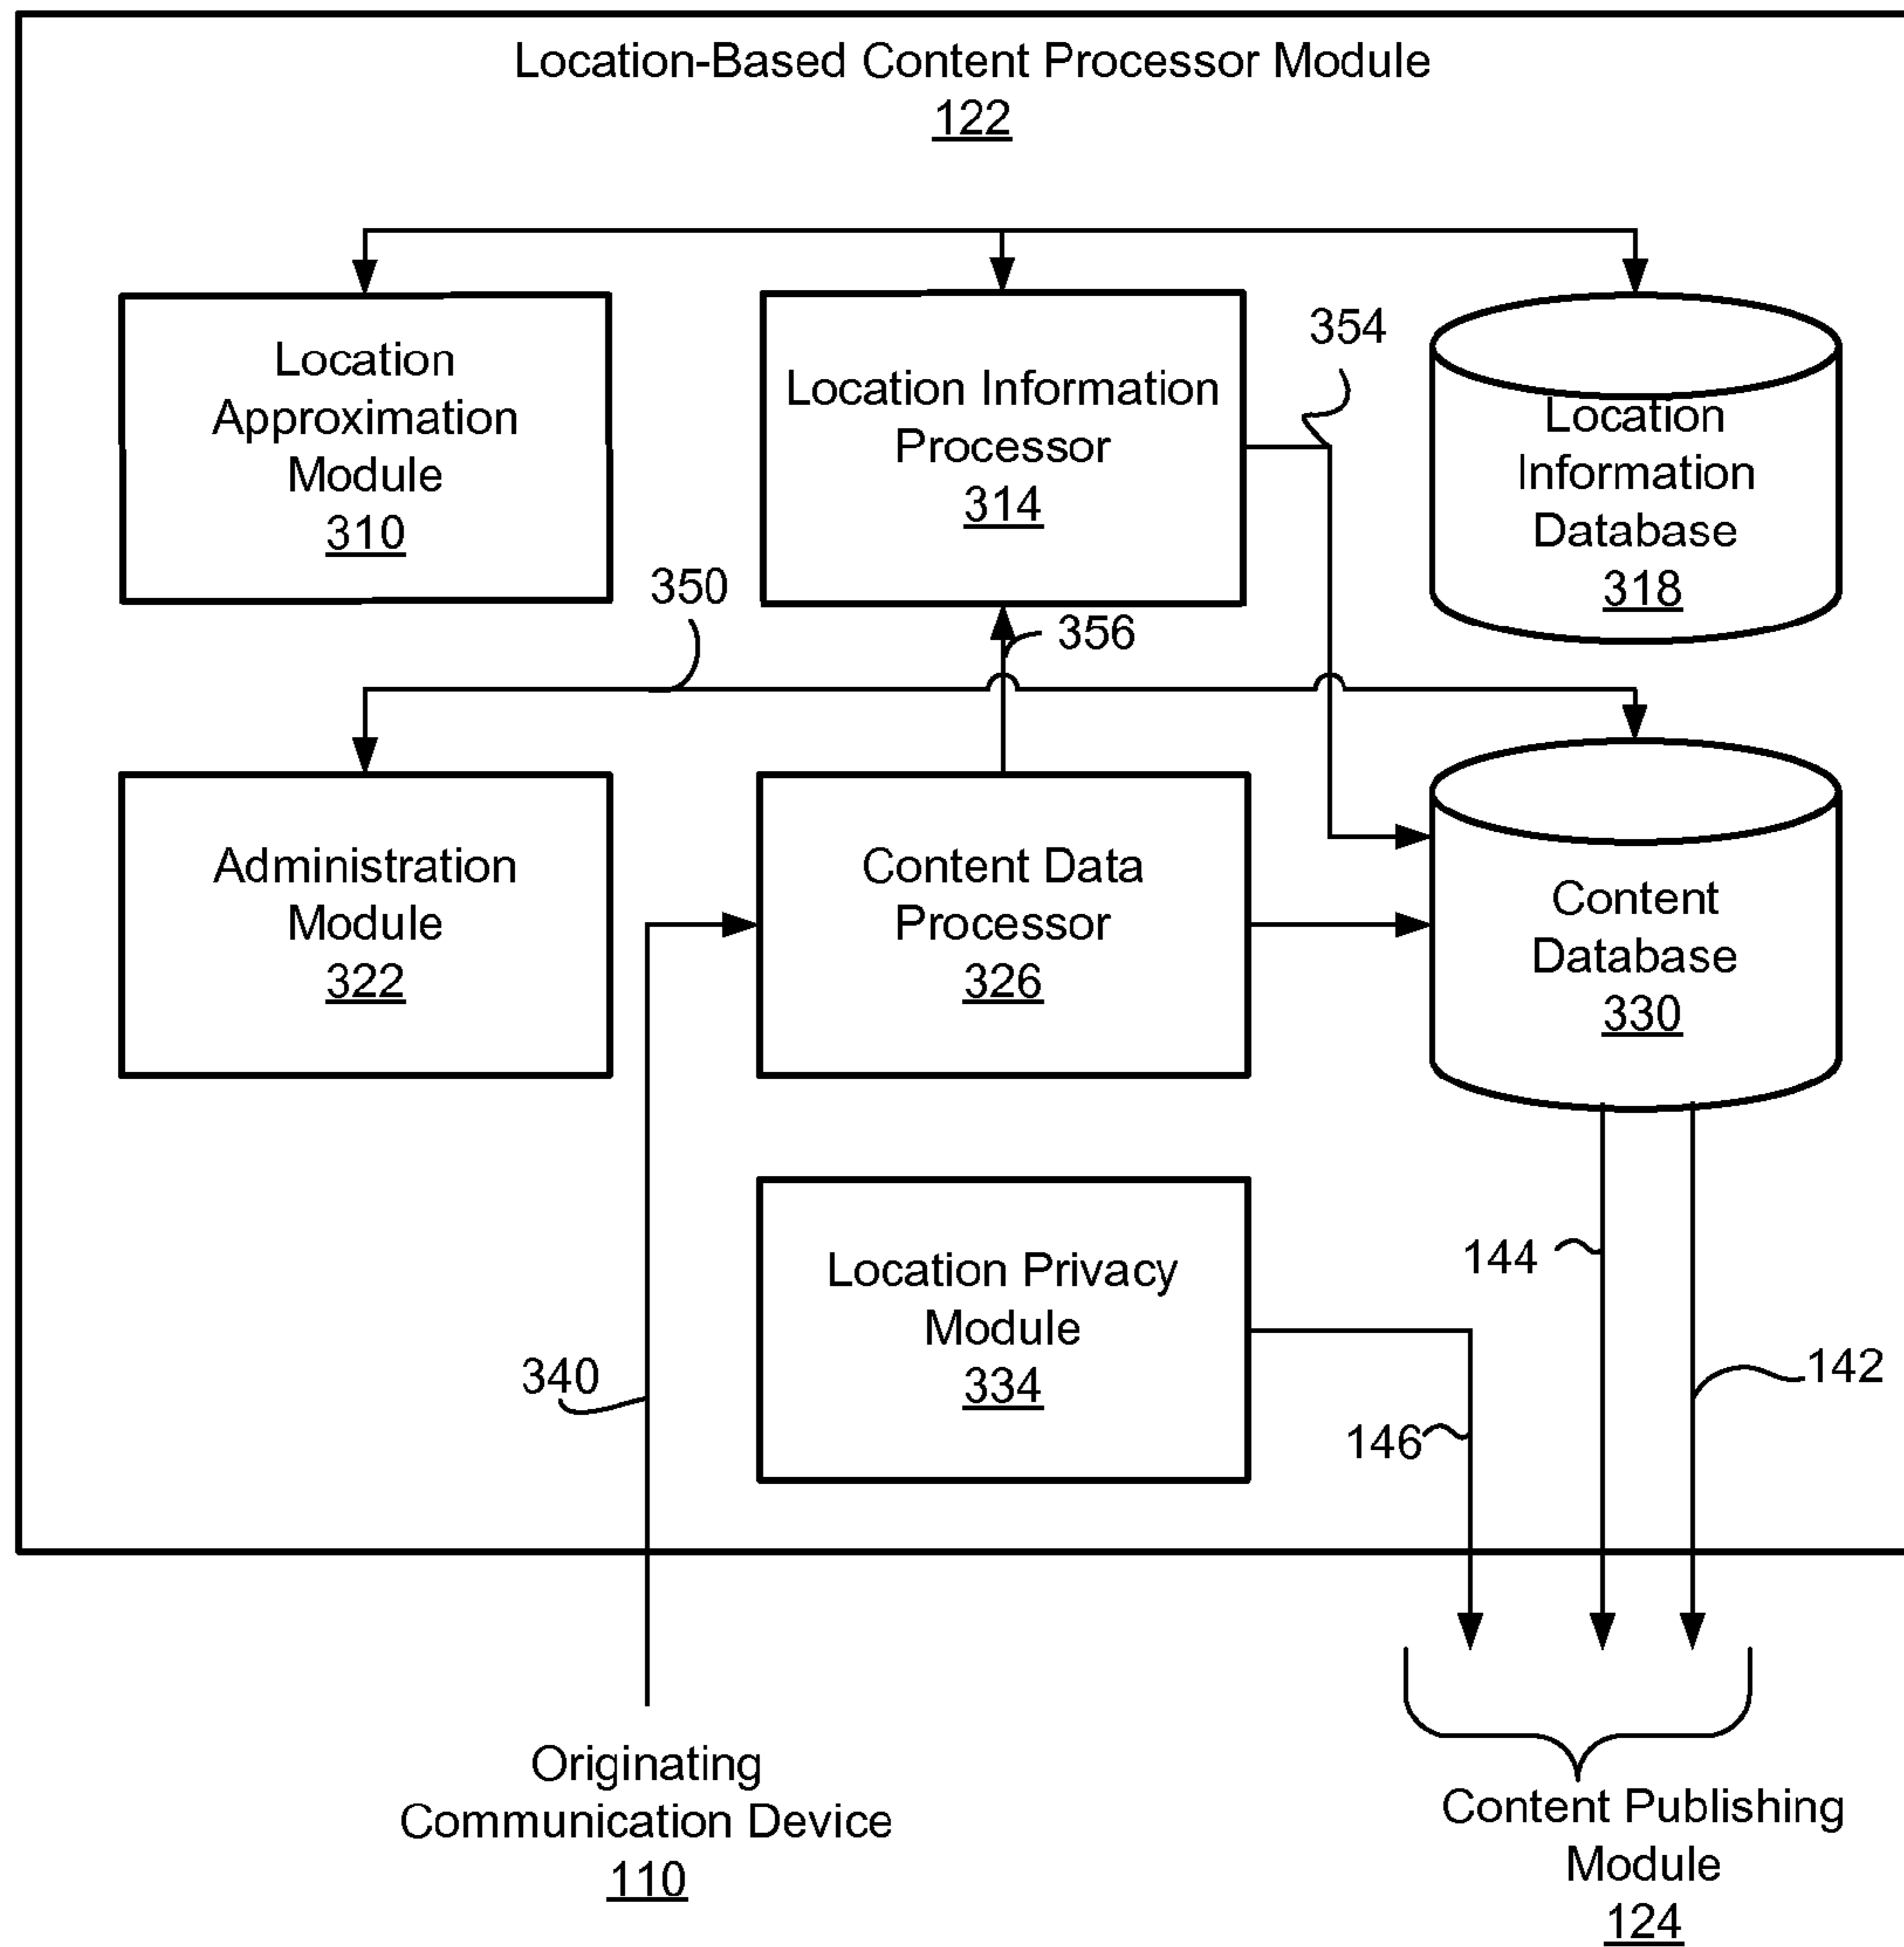 Location-Based Content Processor Module
122
Location
Approximation
Module
310
Location Information
Processor
314
354
Location
Information
Database
318
350
356
Administration
Module
322
Content Data
Processor
326
Content
Database
330
Location Privacy
Module
334
340
144
142
146
Originating
Communication Device
110
Content Publishing
Module
124